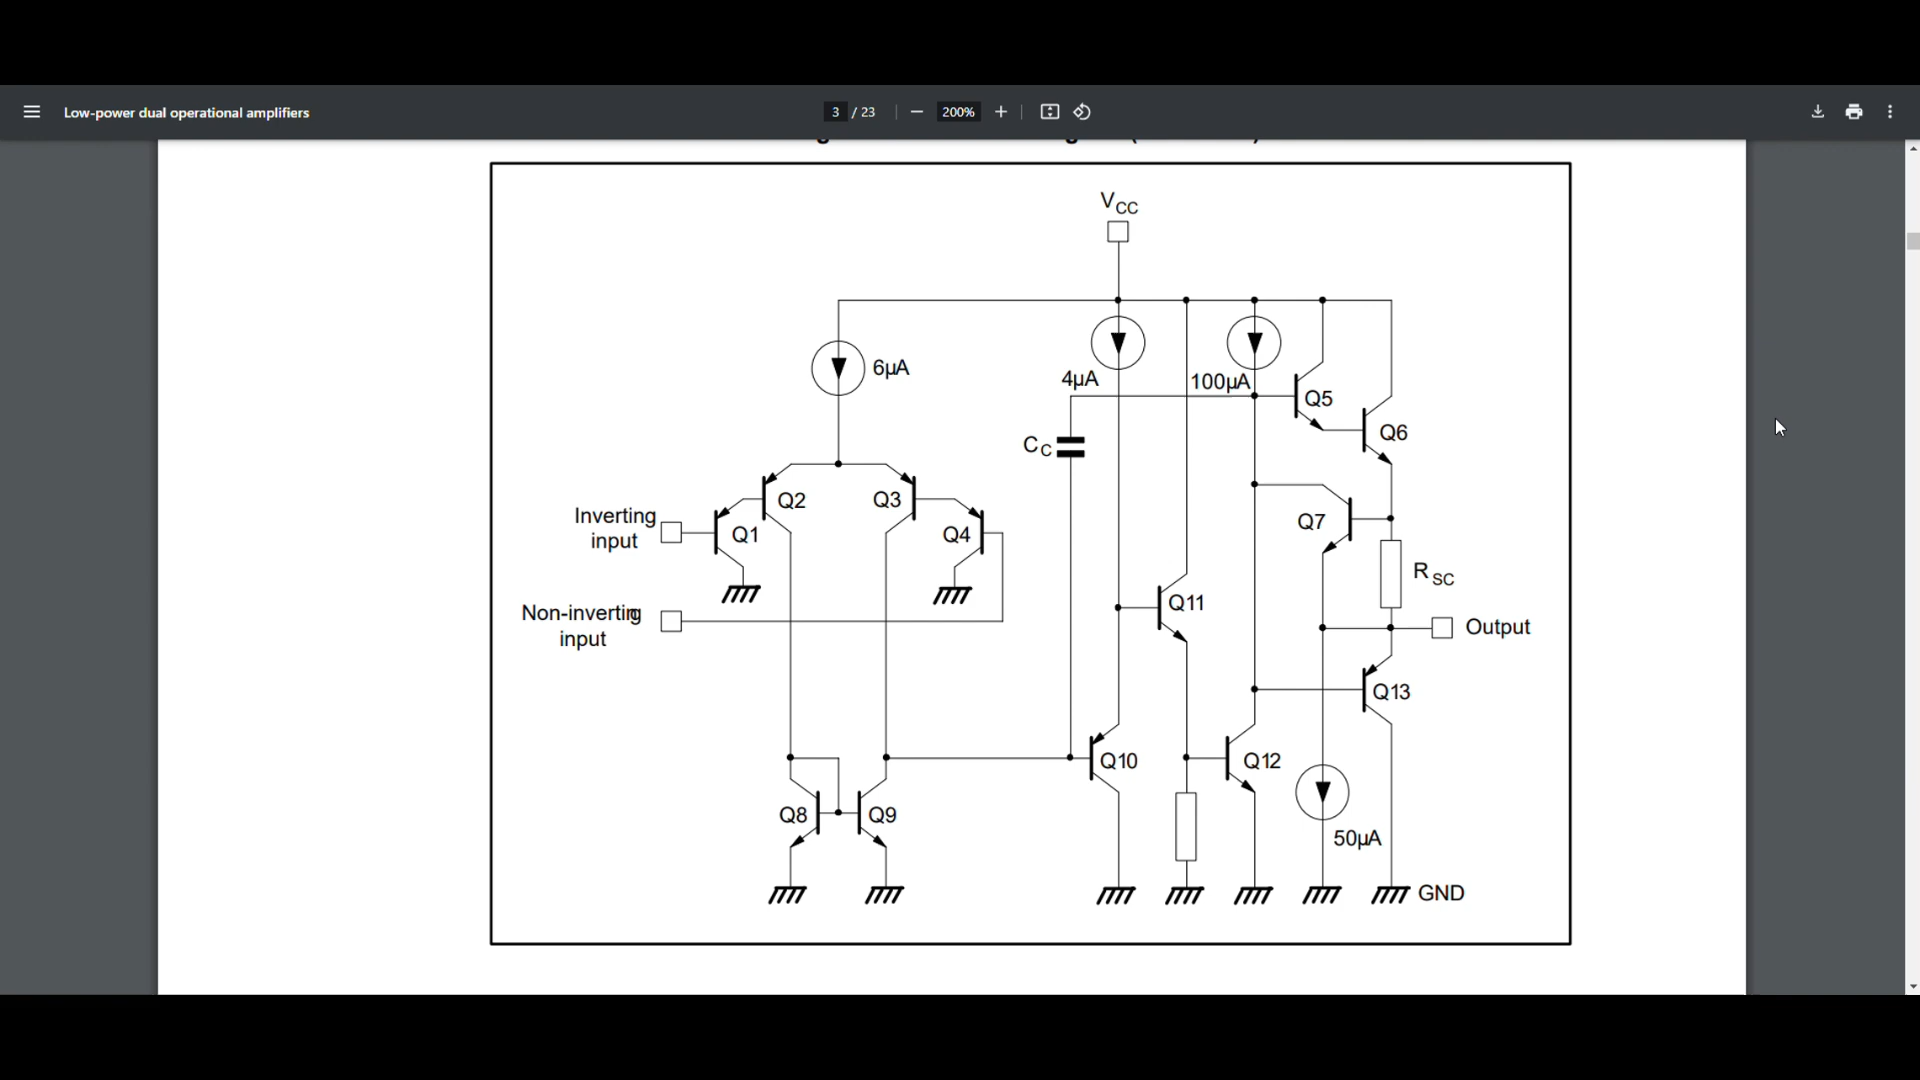 Low-power dual operational amplifiers
3 / 23
200%
VCC
6µA
4µA
100µA
Q5
CC
Q6
Q2
Q3
Inverting
input
Q1
Q4
Q7
RSC
Non-inverting
input
Q11
Output
Q13
Q10
Q12
Q8
Q9
50µA
GND